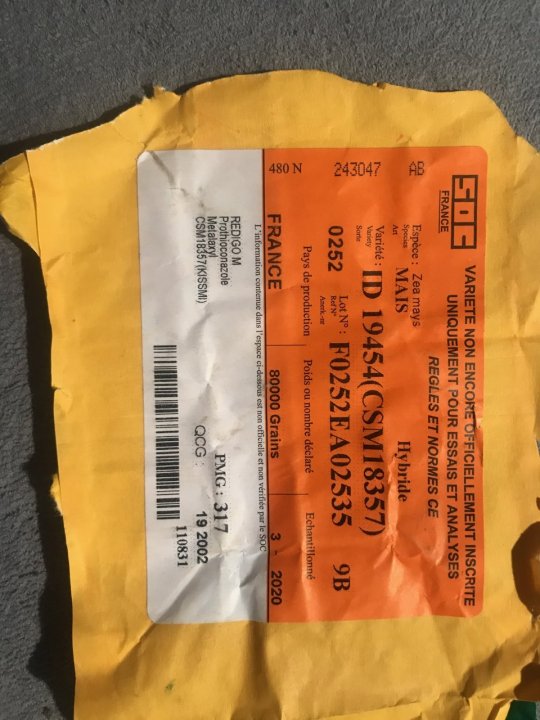 480 N 243047 AB
SOC
FRANCE
VARIETE NON ENCORE OFFICIELLEMENT INSCRITE
UNIQUEMENT POUR ESSAIS ET ANALYSES
REGLES ET NORMES CE
Espèce : Zea mays
Species
Art
MAIS Hybride
Variété : ID 19454(CSM18357)
Variety
Sorte
0252 Lot N° : F0252EA02535 9B
Ref N°
Pays de production Poids ou nombre déclaré Echantillonné
FRANCE 80000 Grains 3 - 2020
L'information contenue dans l'espace ci-dessous est non officielle et non vérifiée par le SOC
REDIGO M
Prothioconazole
Metalaxyl
CSM18357(KISSMI)
PMG : 317
QCG : 19 2002
110831